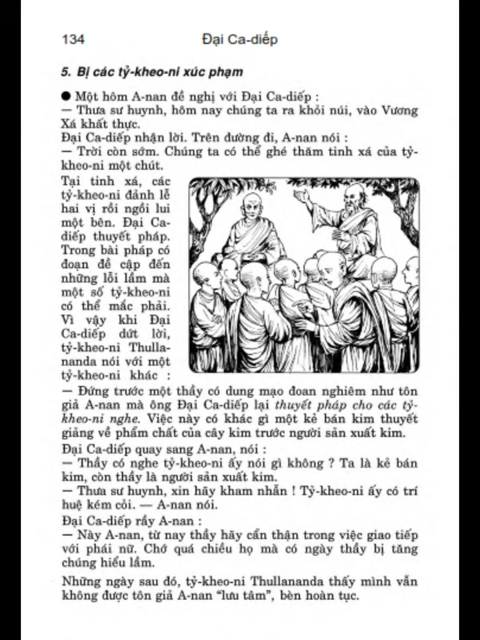 134 Đại Ca-diếp
5. Bị các tỷ-kheo-ni xúc phạm
● Một hôm A-nan đề nghị với Đại Ca-diếp :
— Thưa sư huynh, hôm nay chúng ta ra khỏi núi, vào Vương
Xá khất thực.
Đại Ca-diếp nhận lời. Trên đường đi, A-nan nói :
— Trời còn sớm. Chúng ta có thể ghé thăm tinh xá của tỷ-
kheo-ni một chút.
Tại tinh xá, các
tỷ-kheo-ni đảnh lễ
hai vị rồi ngồi lui
một bên. Đại Ca-
diếp thuyết pháp.
Trong bài pháp có
đoạn đề cập đến
những lỗi lầm mà
một số tỷ-kheo-ni
có thể mắc phải.
Vì vậy khi Đại
Ca-diếp dứt lời,
tỷ-kheo-ni Thulla-
nanda nói với một
tỷ-kheo-ni khác :
— Đứng trước một thầy có dung mạo đoan nghiêm như tôn
giả A-nan mà ông Đại Ca-diếp lại thuyết pháp cho các tỷ-
kheo-ni nghe. Việc này có khác gì một kẻ bán kim thuyết
giảng về phẩm chất của cây kim trước người sản xuất kim.
Đại Ca-diếp quay sang A-nan, nói :
— Thầy có nghe tỷ-kheo-ni ấy nói gì không ? Ta là kẻ bán
kim, còn thầy là người sản xuất kim.
— Thưa sư huynh, xin hãy kham nhẫn ! Tỷ-kheo-ni ấy có trí
huệ kém cỏi. — A-nan nói.
Đại Ca-diếp rầy A-nan :
— Này A-nan, từ nay thầy hãy cẩn thận trong việc giao tiếp
với phái nữ. Chớ quá chiều họ mà có ngày thầy bị tăng
chúng hiểu lầm.
Những ngày sau đó, tỷ-kheo-ni Thullananda thấy mình vẫn
không được tôn giả A-nan “lưu tâm”, bèn hoàn tục.